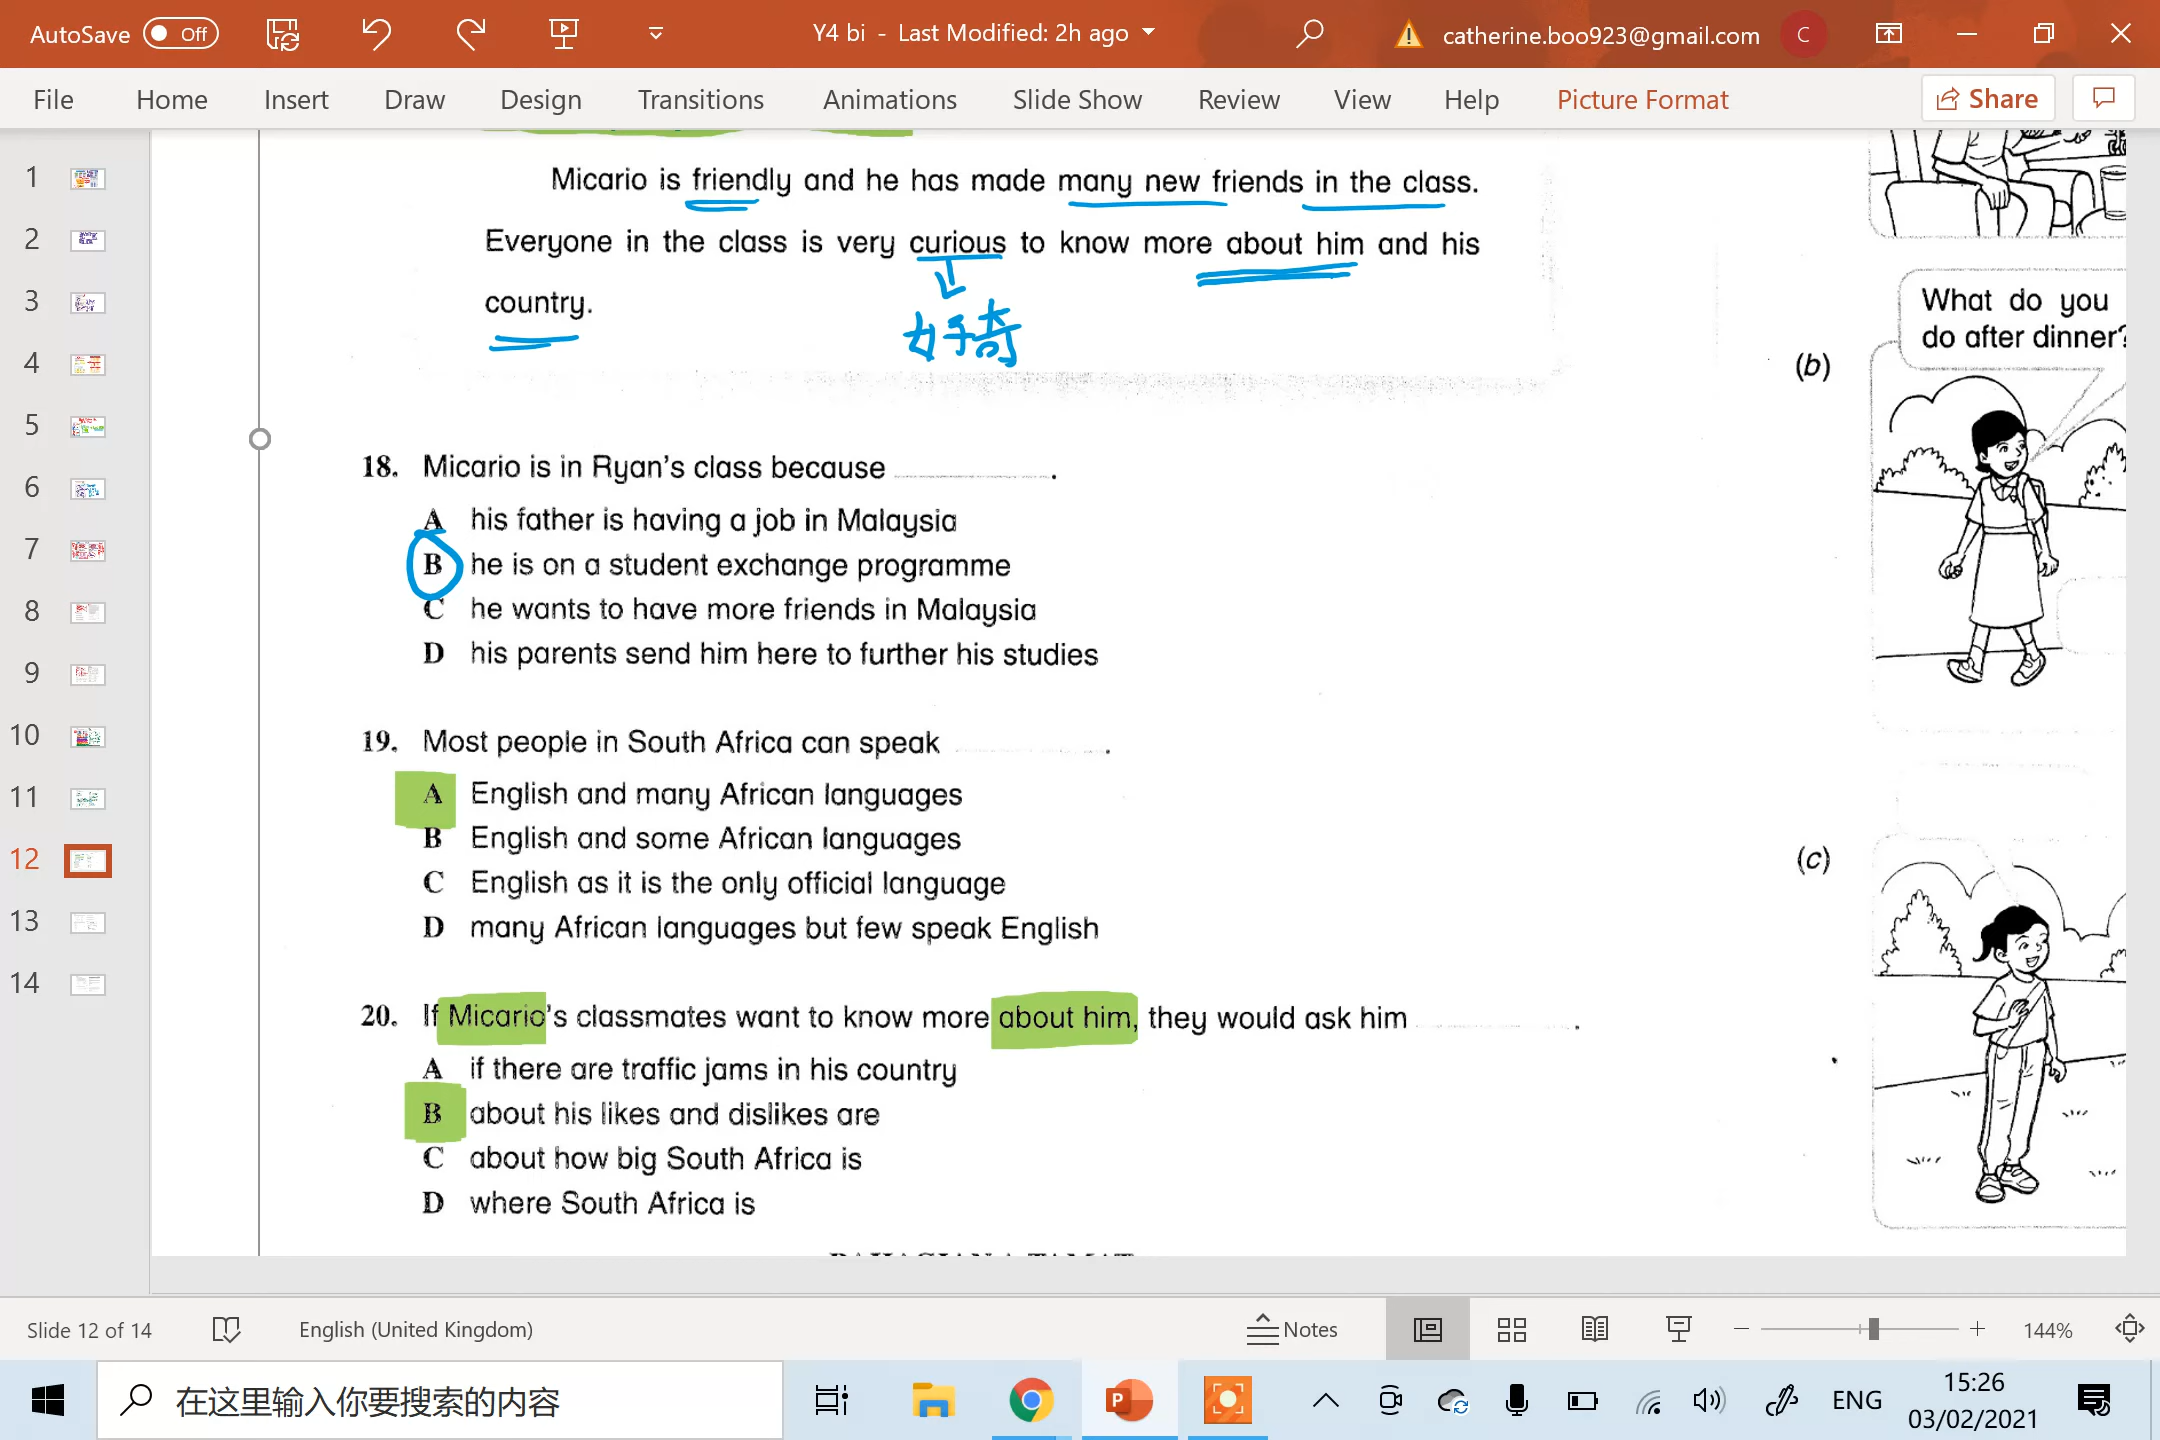 AutoSave Off
Y4 bi - Last Modified: 2h ago
catherine.boo923@gmail.com
C
File Home Insert Draw Design Transitions Animations Slide Show Review View Help Picture Format
Share
1
2
3
4
5
6
7
8
9
10
11
12
13
14
Micario is friendly and he has made many new friends in the class.
Everyone in the class is very curious to know more about him and his
country.
好奇
18. Micario is in Ryan's class because .
A his father is having a job in Malaysia
B he is on a student exchange programme
C he wants to have more friends in Malaysia
D his parents send him here to further his studies
19. Most people in South Africa can speak .
A English and many African languages
B English and some African languages
C English as it is the only official language
D many African languages but few speak English
20. If Micario's classmates want to know more about him, they would ask him .
A if there are traffic jams in his country
B about his likes and dislikes are
C about how big South Africa is
D where South Africa is
What do you
do after dinner?
(b)
(c)
Slide 12 of 14
English (United Kingdom)
Notes
144%
在这里输入你要搜索的内容
P
ENG
15:26
03/02/2021